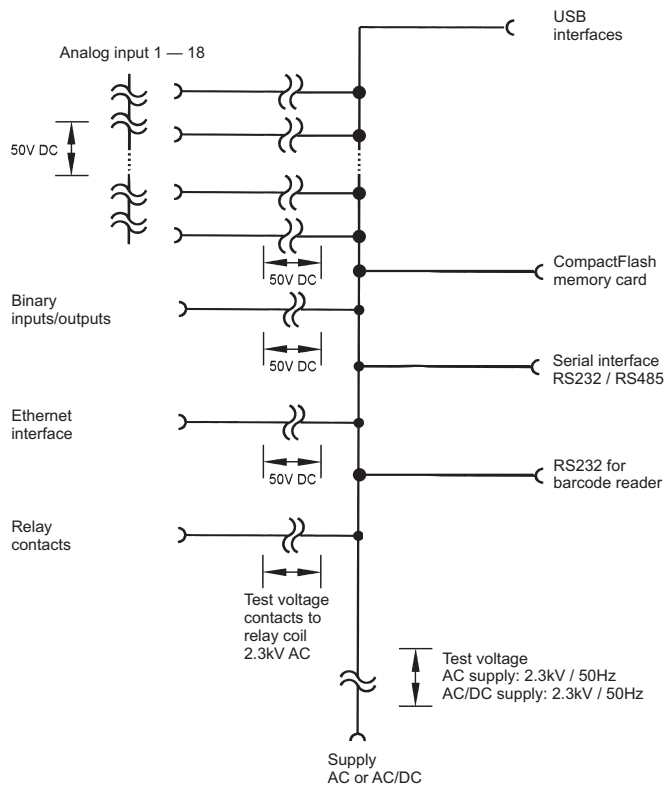 USB
interfaces
Analog input 1 — 18
50V DC
50V DC
CompactFlash
memory card
Binary
inputs/outputs
50V DC
Serial interface
RS232 / RS485
Ethernet
interface
50V DC
RS232 for
barcode reader
Relay
contacts
Test voltage
contacts to
relay coil
2.3kV AC
Test voltage
AC supply: 2.3kV / 50Hz
AC/DC supply: 2.3kV / 50Hz
Supply
AC or AC/DC